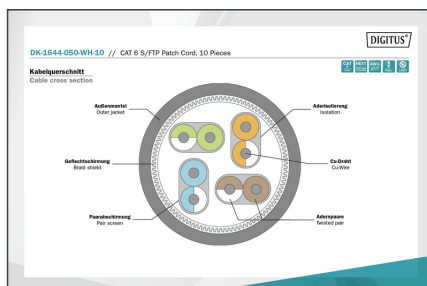 DIGITUS®
DK-1644-050-WH-10 // CAT 6 S/FTP Patch Cord, 10 Pieces
Kabelquerschnitt
Cable cross section
Außenmantel
Outer jacket
Aderisolierung
Isolation
Geflechtschirmung
Braid shield
Cu-Draht
Cu-Wire
Paarabschirmung
Pair screen
Adernpaare
Twisted pair